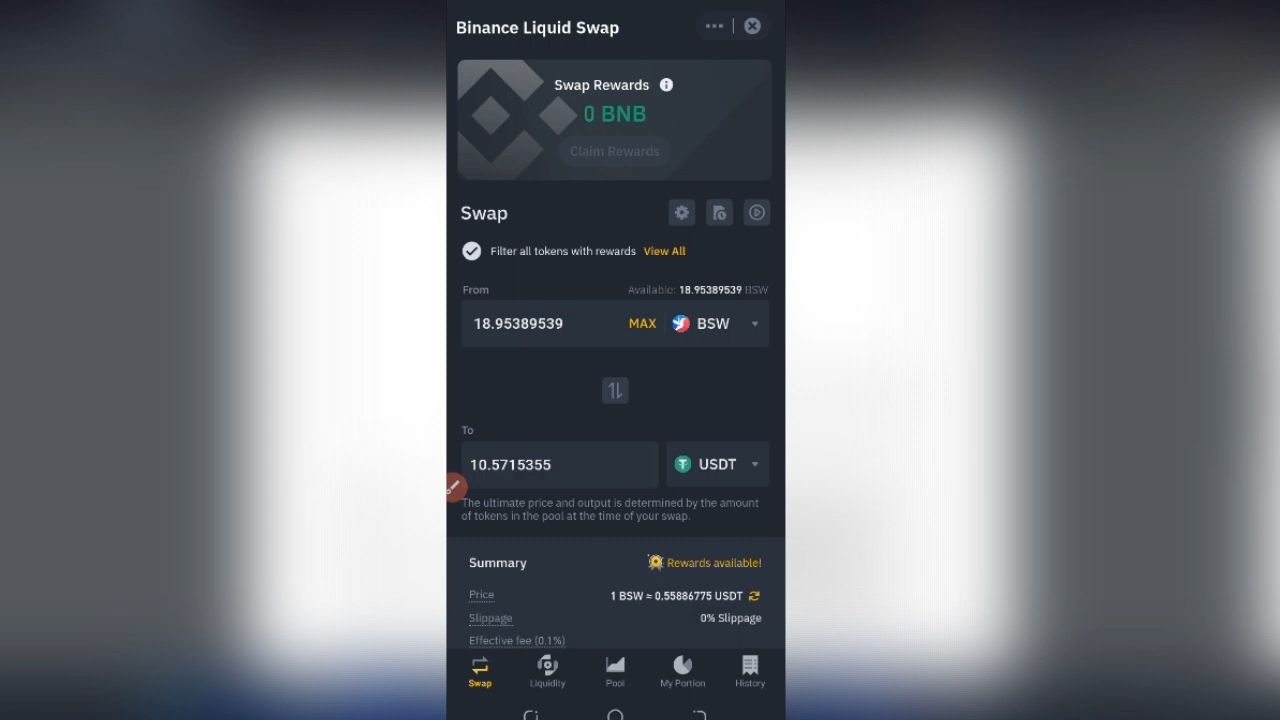 Binance Liquid Swap
Swap Rewards
0 BNB
Claim Rewards
Swap
Filter all tokens with rewards View All
From Available: 18.95389539 BSW
18.95389539 MAX BSW
To
10.5715355 USDT
The ultimate price and output is determined by the amount
of tokens in the pool at the time of your swap.
Summary Rewards available!
Price 1 BSW ≈ 0.55886775 USDT
Slippage 0% Slippage
Effective fee (0.1%)
Swap Liquidity Pool My Portion History